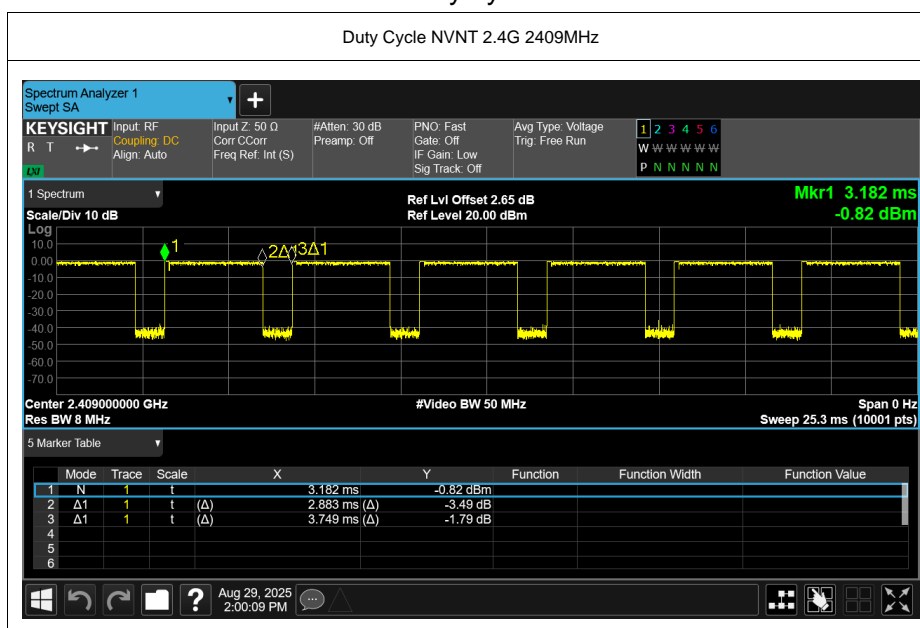 Duty Cycle NVNT 2.4G 2409MHz
Spectrum Analyzer 1
Swept SA
KEYSIGHT
R T
LXI
Input: RF
Coupling: DC
Align: Auto
Input Z: 50 Ω
Corr CCorr
Freq Ref: Int (S)
#Atten: 30 dB
Preamp: Off
PNO: Fast
Gate: Off
IF Gain: Low
Sig Track: Off
Avg Type: Voltage
Trig: Free Run
1 2 3 4 5 6
W W W W W W
P N N N N N
1 Spectrum
Scale/Div 10 dB
Ref Lvl Offset 2.65 dB
Ref Level 20.00 dBm
Mkr1 3.182 ms
-0.82 dBm
Log
10.0
0.00
-10.0
-20.0
-30.0
-40.0
-50.0
-60.0
-70.0
1
2Δ1
3Δ1
Center 2.409000000 GHz
#Video BW 50 MHz
Span 0 Hz
Res BW 8 MHz
Sweep 25.3 ms (10001 pts)
5 Marker Table
Mode Trace Scale X Y Function Function Width Function Value
1 N 1 t 3.182 ms -0.82 dBm
2 Δ1 1 t (Δ) 2.883 ms (Δ) -3.49 dB
3 Δ1 1 t (Δ) 3.749 ms (Δ) -1.79 dB
4
5
6
?
Aug 29, 2025
2:00:09 PM